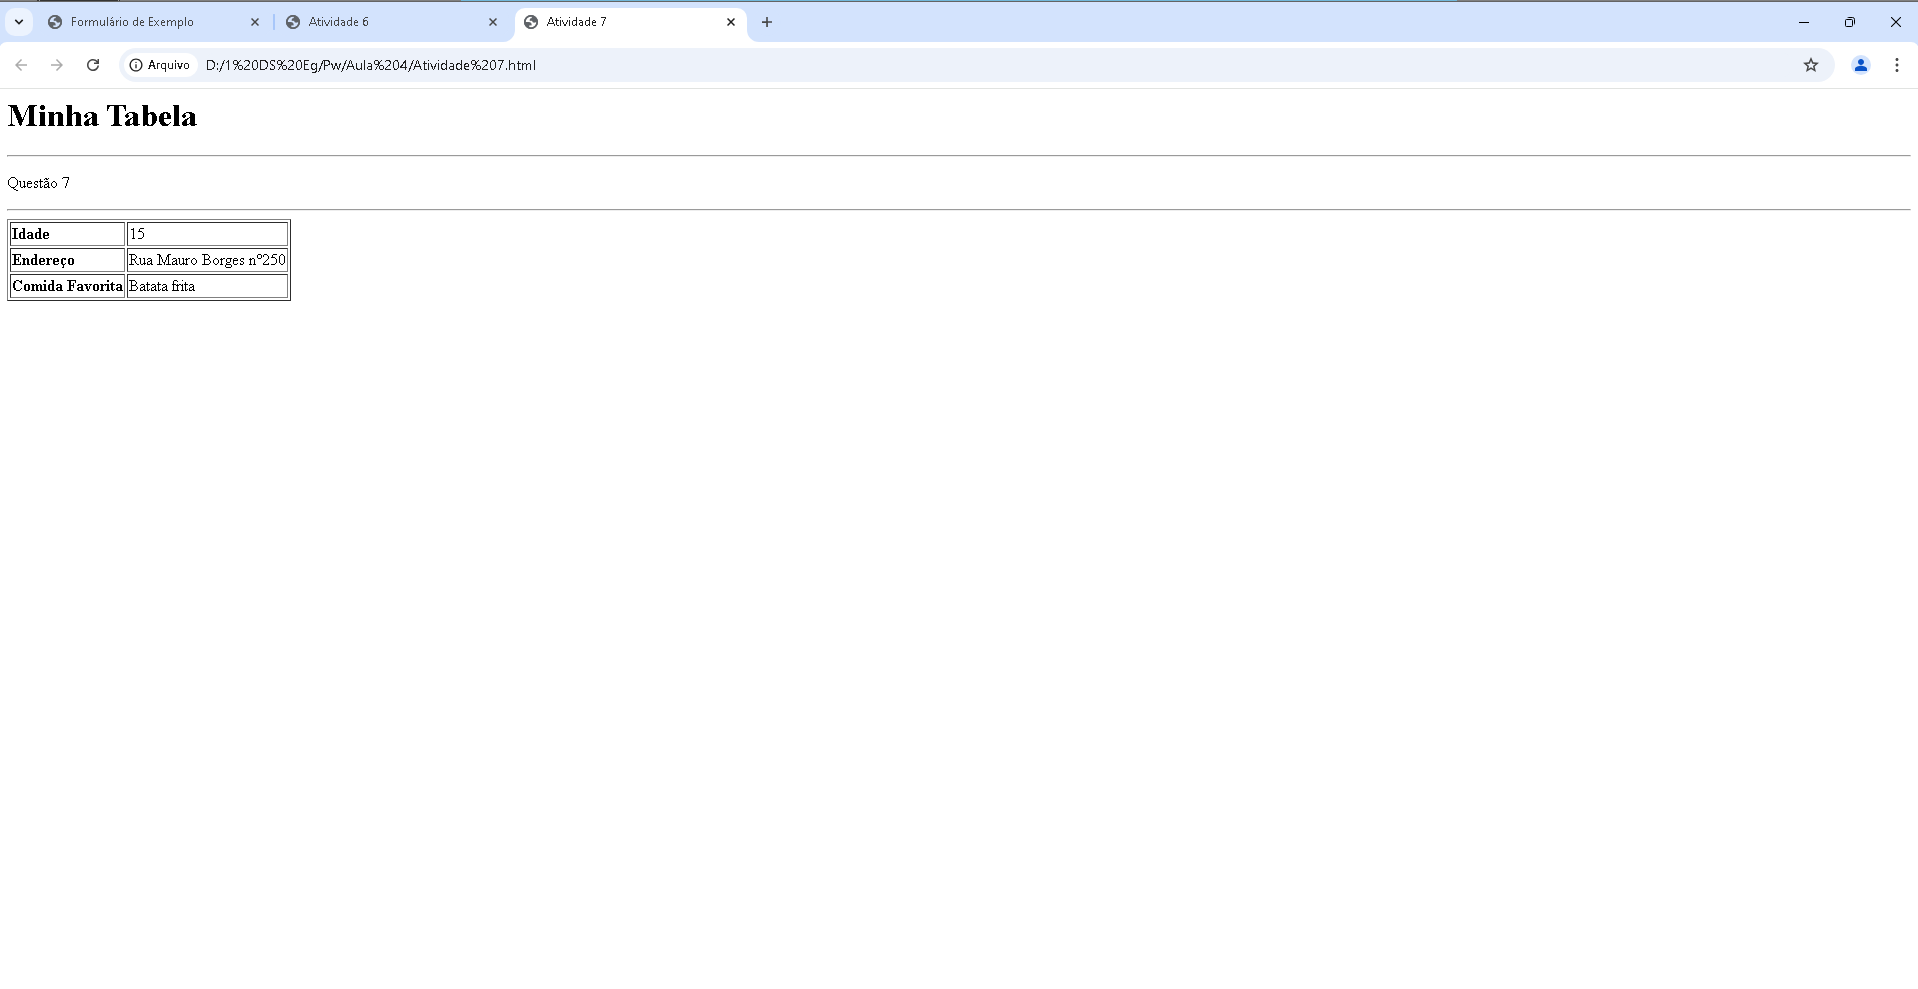 Formulário de Exemplo Atividade 6 Atividade 7
Arquivo D:/1%20DS%20Eg/Pw/Aula%204/Atividade%207.html
Minha Tabela
Questão 7
Idade 15
Endereço Rua Mauro Borges nº250
Comida Favorita Batata frita